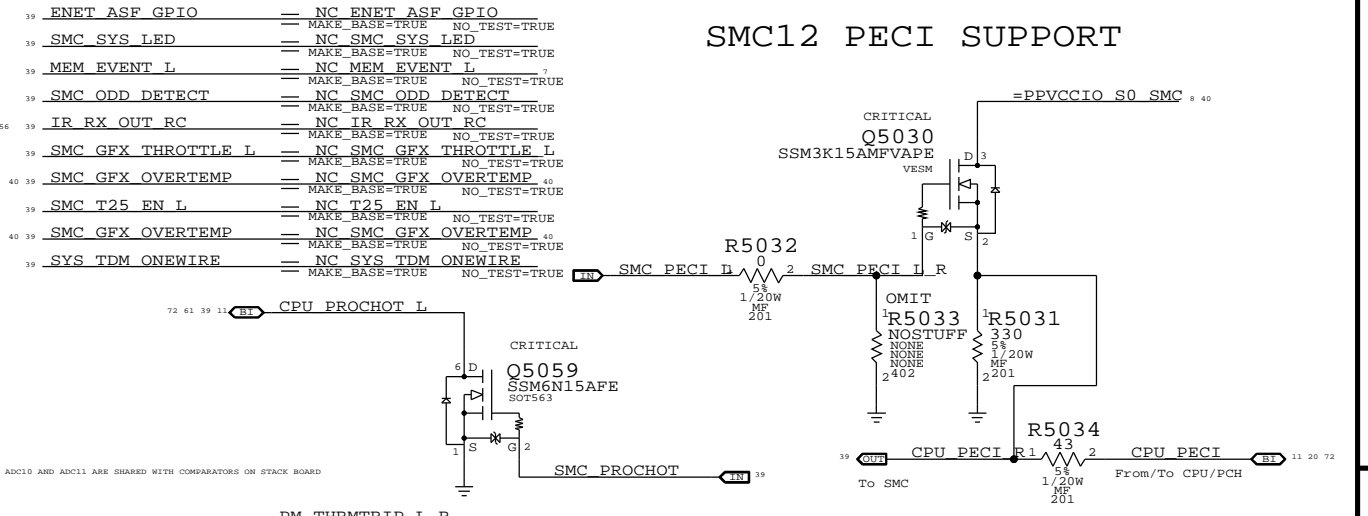 39 ENET_ASF_GPIO NC_ENET_ASF_GPIO
MAKE_BASE=TRUE NO_TEST=TRUE
39 SMC_SYS_LED NC_SMC_SYS_LED
MAKE_BASE=TRUE NO_TEST=TRUE
39 MEM_EVENT_L NC_MEM_EVENT_L 7
MAKE_BASE=TRUE NO_TEST=TRUE
39 SMC_ODD_DETECT NC_SMC_ODD_DETECT
MAKE_BASE=TRUE NO_TEST=TRUE
56 39 IR_RX_OUT_RC NC_IR_RX_OUT_RC
MAKE_BASE=TRUE NO_TEST=TRUE
39 SMC_GFX_THROTTLE_L NC_SMC_GFX_THROTTLE_L
MAKE_BASE=TRUE NO_TEST=TRUE
40 39 SMC_GFX_OVERTEMP NC_SMC_GFX_OVERTEMP 40
MAKE_BASE=TRUE NO_TEST=TRUE
39 SMC_T25_EN_L NC_T25_EN_L
MAKE_BASE=TRUE NO_TEST=TRUE
40 39 SMC_GFX_OVERTEMP NC_SMC_GFX_OVERTEMP 40
MAKE_BASE=TRUE NO_TEST=TRUE
39 SYS_TDM_ONEWIRE NC_SYS_TDM_ONEWIRE
MAKE_BASE=TRUE NO_TEST=TRUE
SMC12 PECI SUPPORT
=PPVCCIO_S0_SMC 8 40
CRITICAL
Q5030
SSM3K15AMFVAPE
VESM
D 3
1 G S 2
R5032
0
IN SMC_PECI_L 1 2 SMC_PECI_L_R
5%
1/20W
MF
201
OMIT
1
R5033
NOSTUFF
NONE
NONE
NONE
402
2
1
R5031
330
5%
1/20W
MF
201
2
72 61 39 11 BI CPU_PROCHOT_L
CRITICAL
6 D
Q5059
SSM6N15AFE
SOT563
1 S G 2
SMC_PROCHOT IN 39
R5034
43
39 OUT CPU_PECI_R 1 2 CPU_PECI BI 11 20 72
5%
1/20W
MF
201
To SMC
From/To CPU/PCH
ADC10 AND ADC11 ARE SHARED WITH COMPARATORS ON STACK BOARD
PM_THRMTRIP_L_R